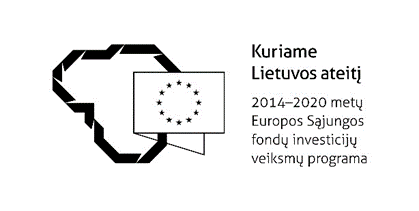 Kuriame
Lietuvos ateitį
2014–2020 metų
Europos Sąjungos
fondų investicijų
veiksmų programa